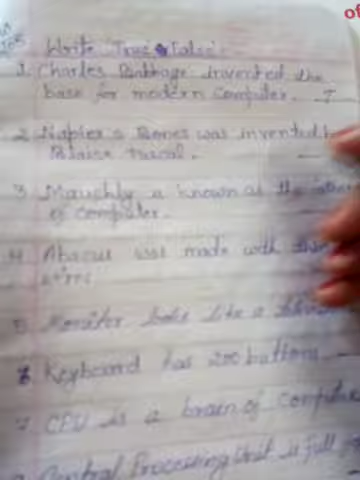 of
Write True False
1. Charles Babbage invented the
base for modern Computer. T
2. Napier's Bones was invented
Blaise Pascal.
3. Mauchly is known as the
of computer.
4. Abacus was made with
5. Monitor looks like a
6. Keyboard has 200 buttons
7. CPU is a brain of computer
8. Central Processing Unit is full